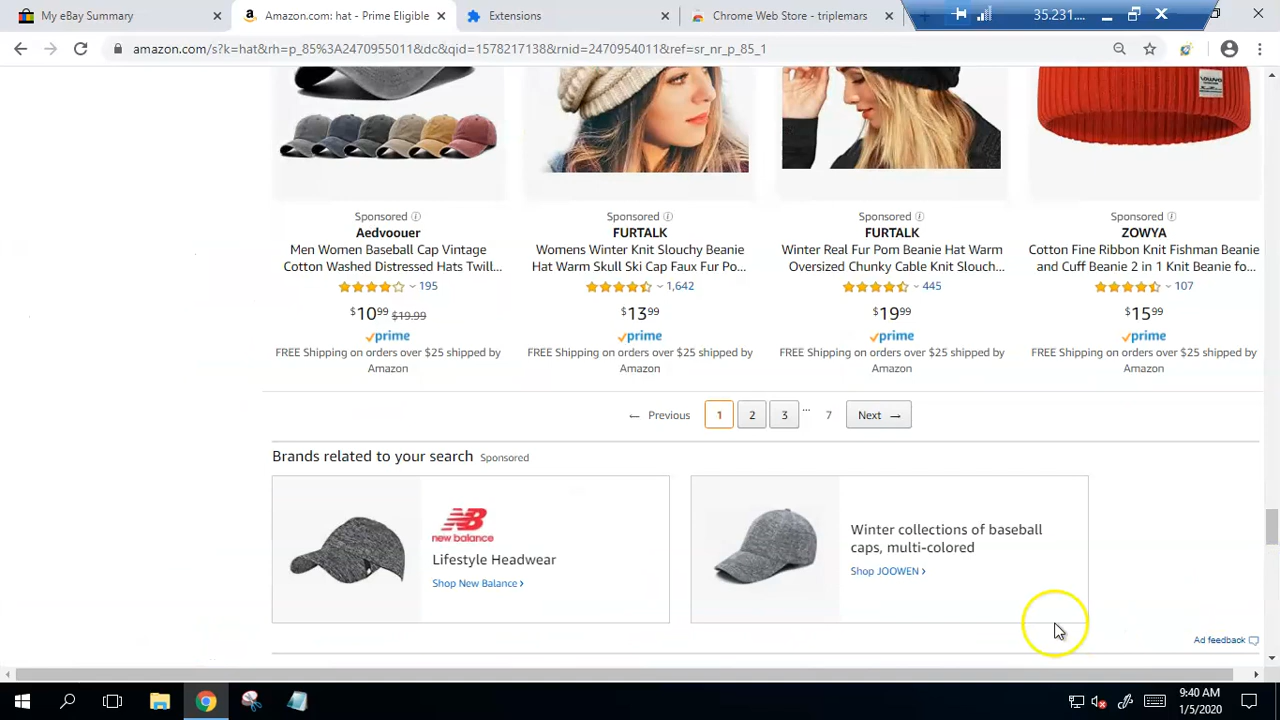 My eBay Summary
Amazon.com: hat - Prime Eligible
Extensions
Chrome Web Store - triplemars
35.231....
amazon.com/s?k=hat&rh=p_85%3A2470955011&dc&qid=1578217138&rnid=2470954011&ref=sr_nr_p_85_1
Sponsored
Aedvoouer
Men Women Baseball Cap Vintage
Cotton Washed Distressed Hats Twill...
195
$10.99 $19.99
prime
FREE Shipping on orders over $25 shipped by
Amazon
Sponsored
FURTALK
Womens Winter Knit Slouchy Beanie
Hat Warm Skull Ski Cap Faux Fur Po...
1,642
$13.99
prime
FREE Shipping on orders over $25 shipped by
Amazon
Sponsored
FURTALK
Winter Real Fur Pom Beanie Hat Warm
Oversized Chunky Cable Knit Slouch...
445
$19.99
prime
FREE Shipping on orders over $25 shipped by
Amazon
Sponsored
ZOWYA
Cotton Fine Ribbon Knit Fishman Beanie
and Cuff Beanie 2 in 1 Knit Beanie fo...
107
$15.99
prime
FREE Shipping on orders over $25 shipped by
Amazon
← Previous 1 2 3 ... 7 Next →
Brands related to your search Sponsored
new balance
Lifestyle Headwear
Shop New Balance ›
Winter collections of baseball
caps, multi-colored
Shop JOOWEN ›
Ad feedback
9:40 AM
1/5/2020